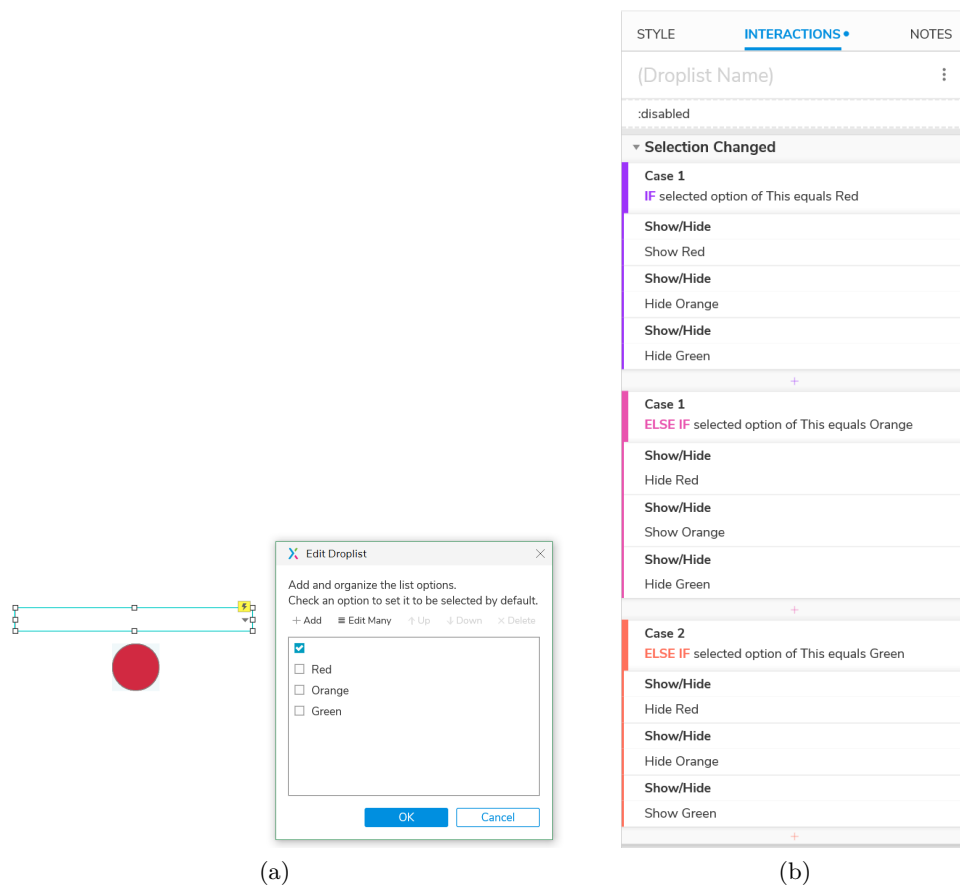 STYLE INTERACTIONS NOTES
(Droplist Name)
:disabled
Selection Changed
Case 1
IF selected option of This equals Red
Show/Hide
Show Red
Show/Hide
Hide Orange
Show/Hide
Hide Green
+
Case 1
ELSE IF selected option of This equals Orange
Show/Hide
Hide Red
Show/Hide
Show Orange
Show/Hide
Hide Green
+
Case 2
ELSE IF selected option of This equals Green
Show/Hide
Hide Red
Show/Hide
Hide Orange
Show/Hide
Show Green
+
Edit Droplist
Add and organize the list options.
Check an option to set it to be selected by default.
+ Add Edit Many ↑ Up ↓ Down × Delete
Red
Orange
Green
OK Cancel
(a) (b)